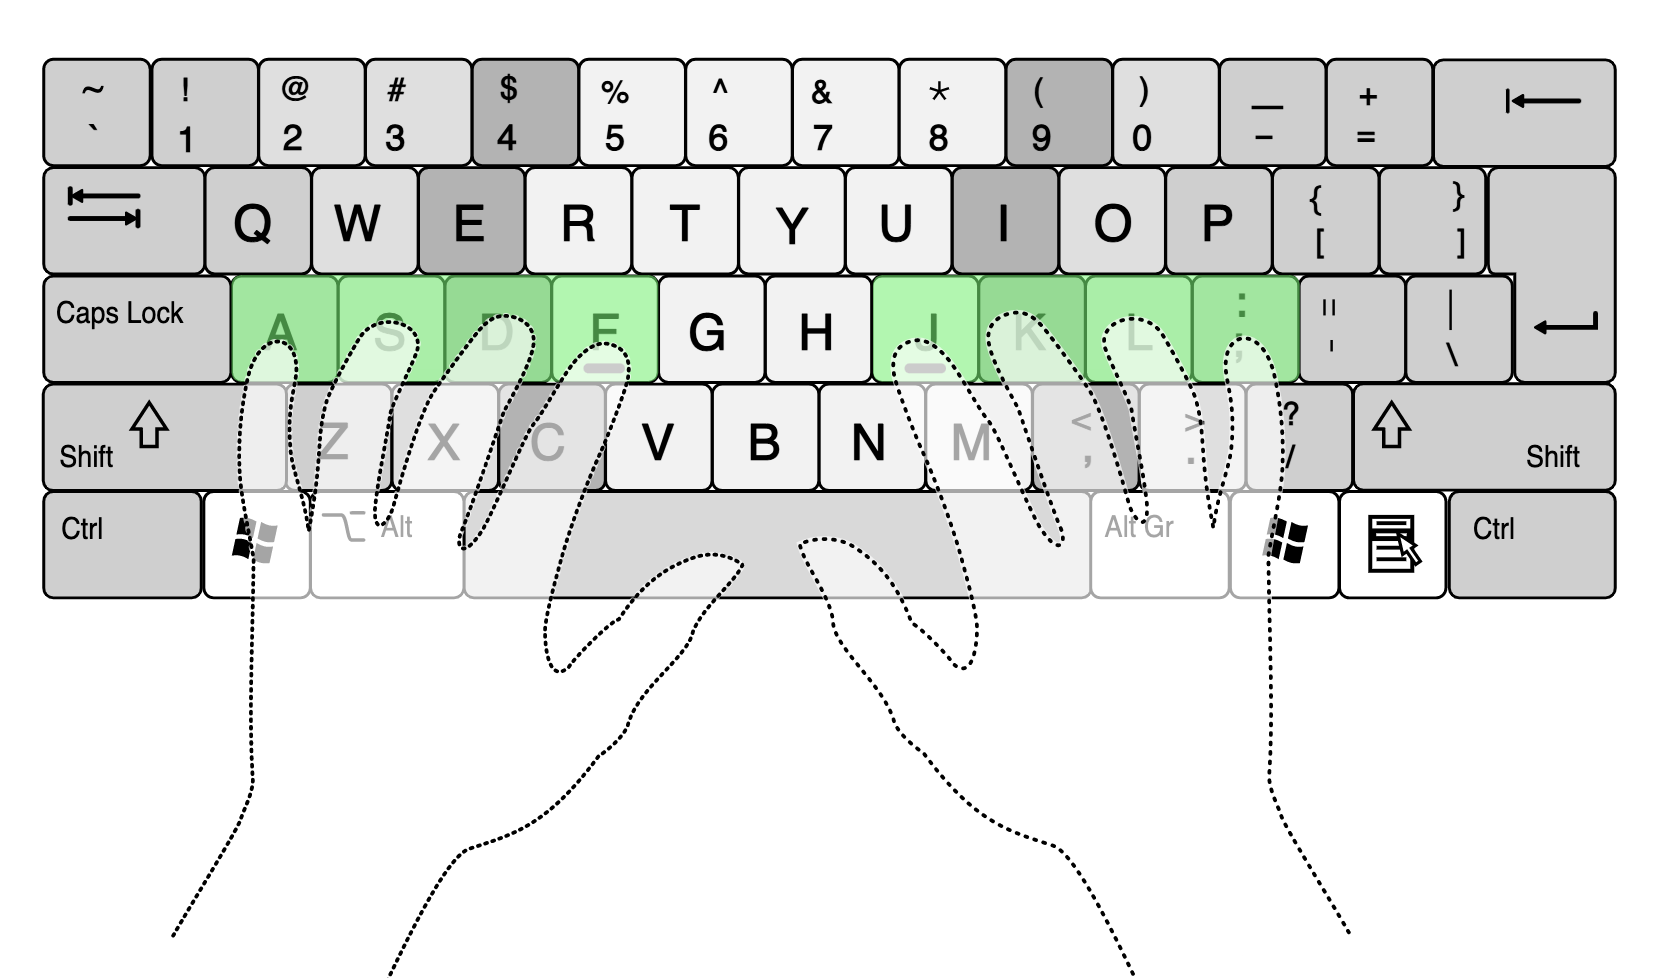 ~ ! @ # $ % ^ & * ( ) _ +
` 1 2 3 4 5 6 7 8 9 0 - =
Q W E R T Y U I O P { }
[ ]
Caps Lock A S D F G H J K L : " |
; ' \
Shift Z X C V B N M < > ? Shift
, . /
Ctrl Alt Alt Gr Ctrl